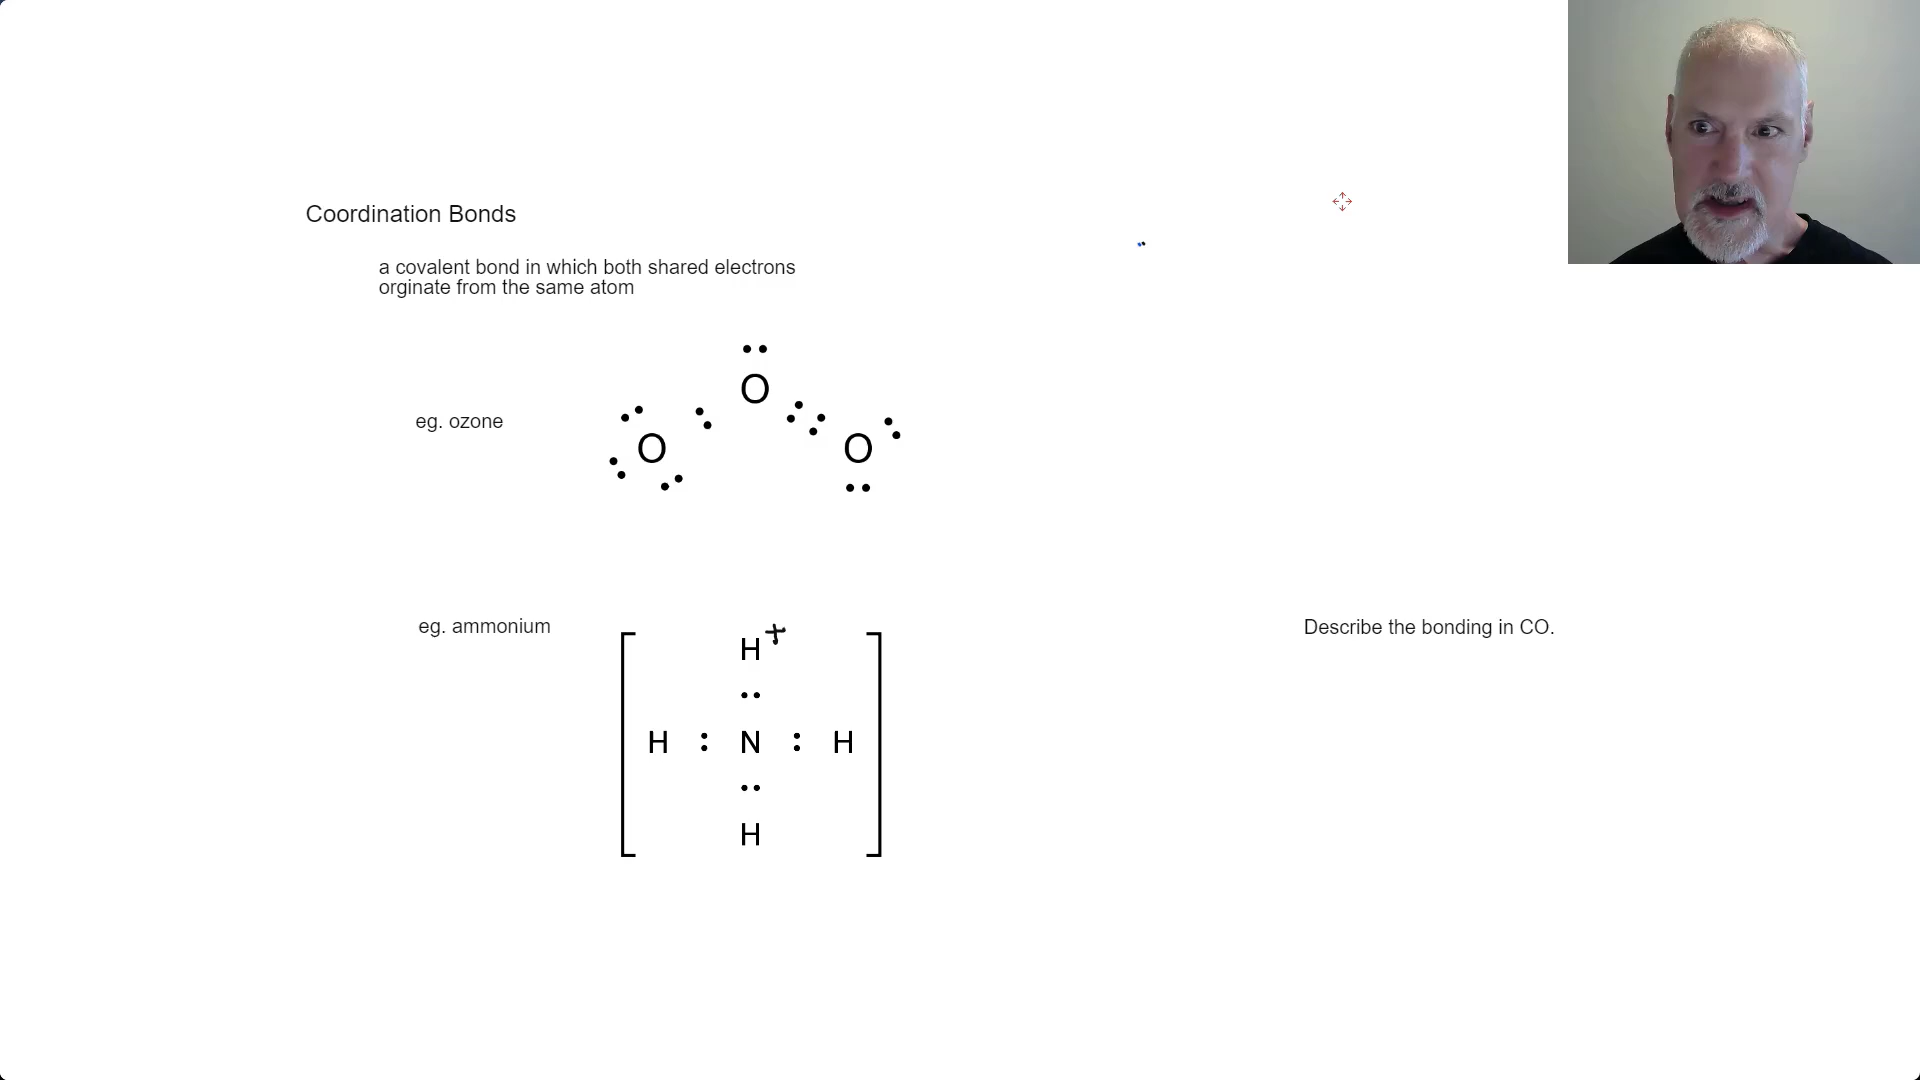 Coordination Bonds
a covalent bond in which both shared electrons
orginate from the same atom
O
eg. ozone
O O
eg. ammonium
Describe the bonding in CO.
H +
H : N : H
H